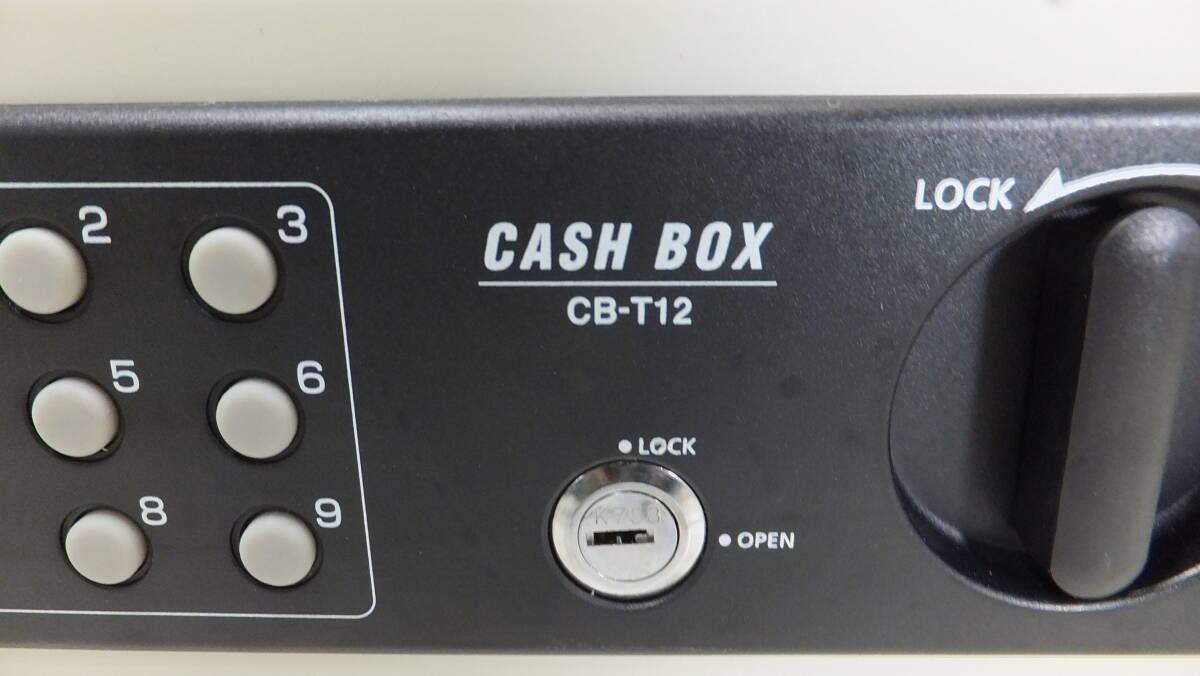 2 3
5 6
8 9
CASH BOX
CB-T12
LOCK
OPEN
LOCK